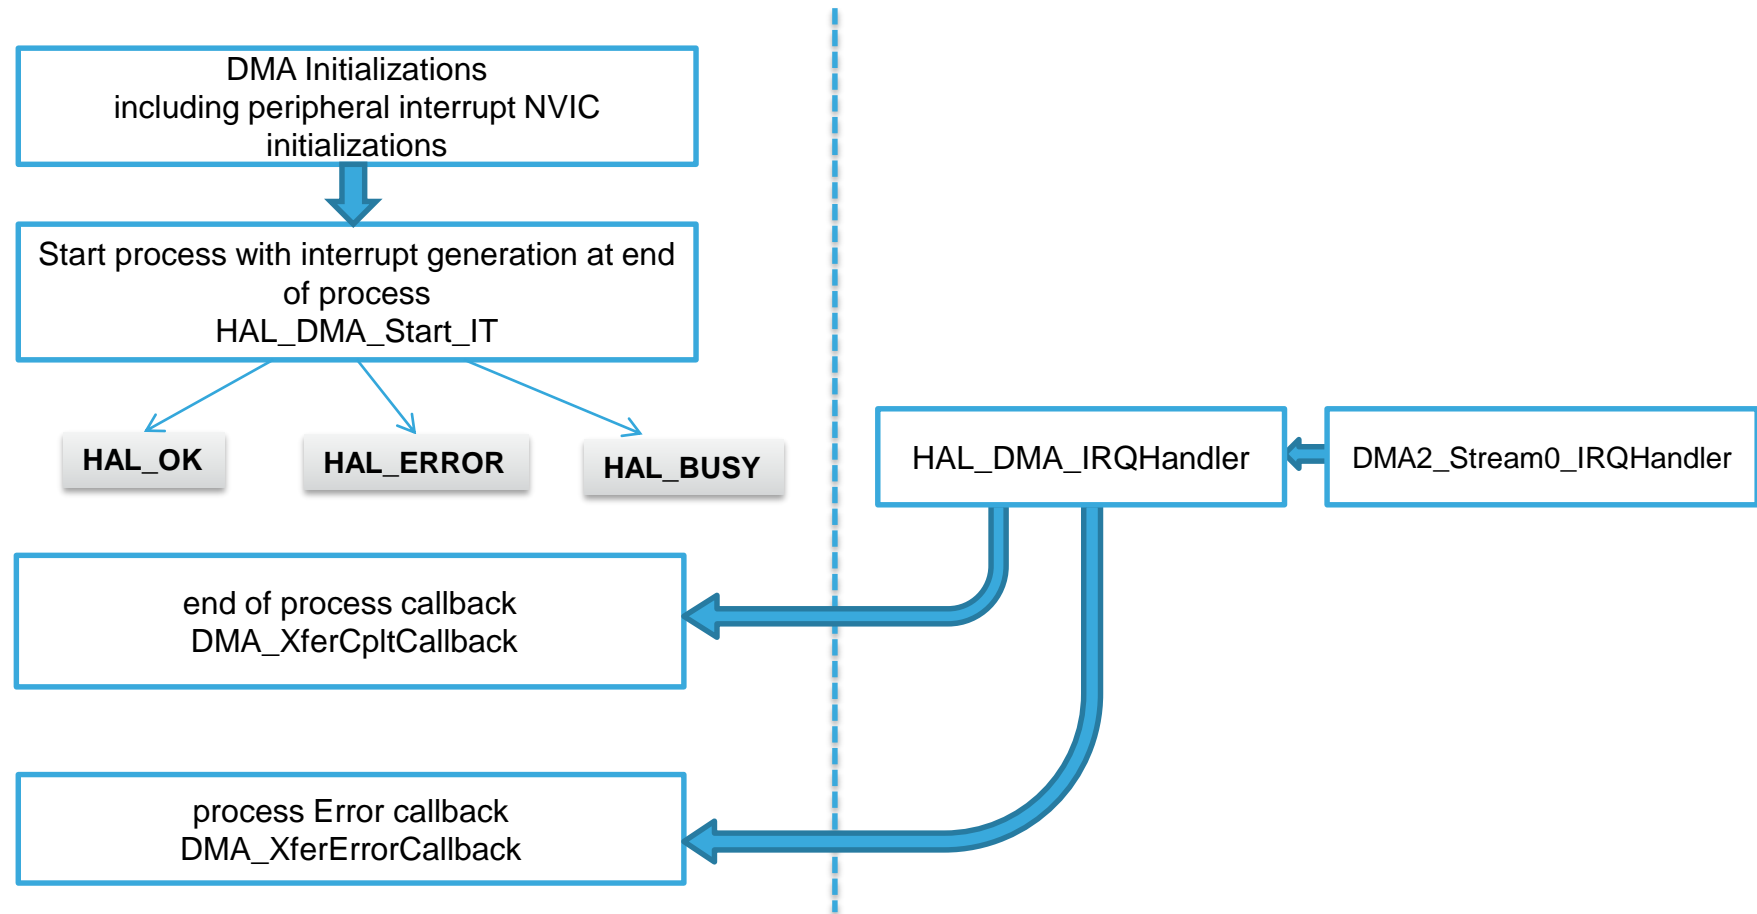 DMA Initializations
including peripheral interrupt NVIC
initializations
Start process with interrupt generation at end
of process
HAL_DMA_Start_IT
HAL_OK
HAL_ERROR
HAL_BUSY
HAL_DMA_IRQHandler
DMA2_Stream0_IRQHandler
end of process callback
DMA_XferCpltCallback
process Error callback
DMA_XferErrorCallback